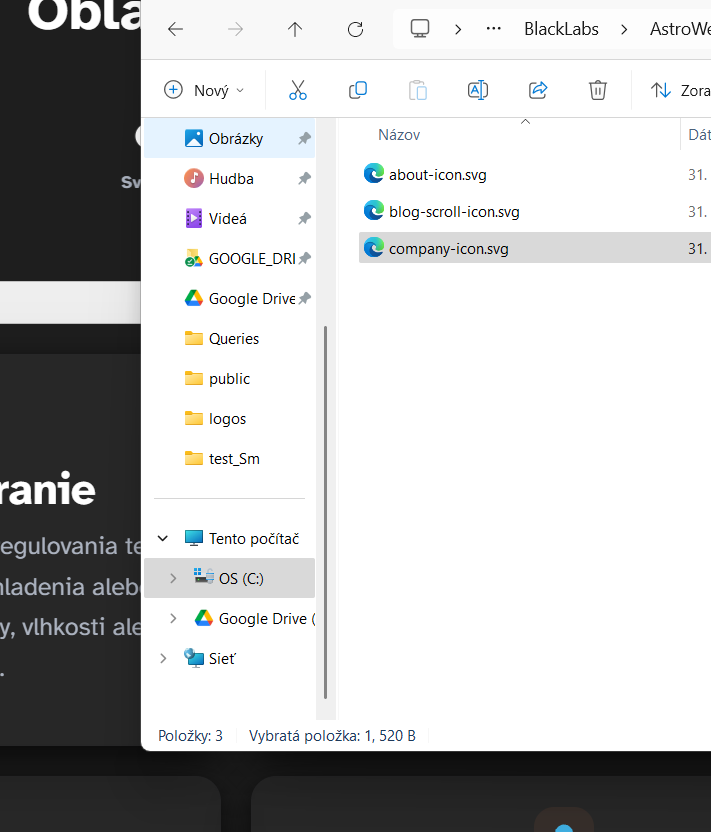 Obla
BlackLabs
AstroWe
Nový
Zora
Obrázky
Hudba
Videá
GOOGLE_DRI
Google Drive
Queries
public
logos
test_Sm
Tento počítač
OS (C:)
Google Drive (
Sieť
Názov
Dát
about-icon.svg
31.
blog-scroll-icon.svg
31.
company-icon.svg
31.
Položky: 3
Vybratá položka: 1, 520 B
Sv
ranie
egulovania te
hladenia alebo
y, vlhkosti ale
.